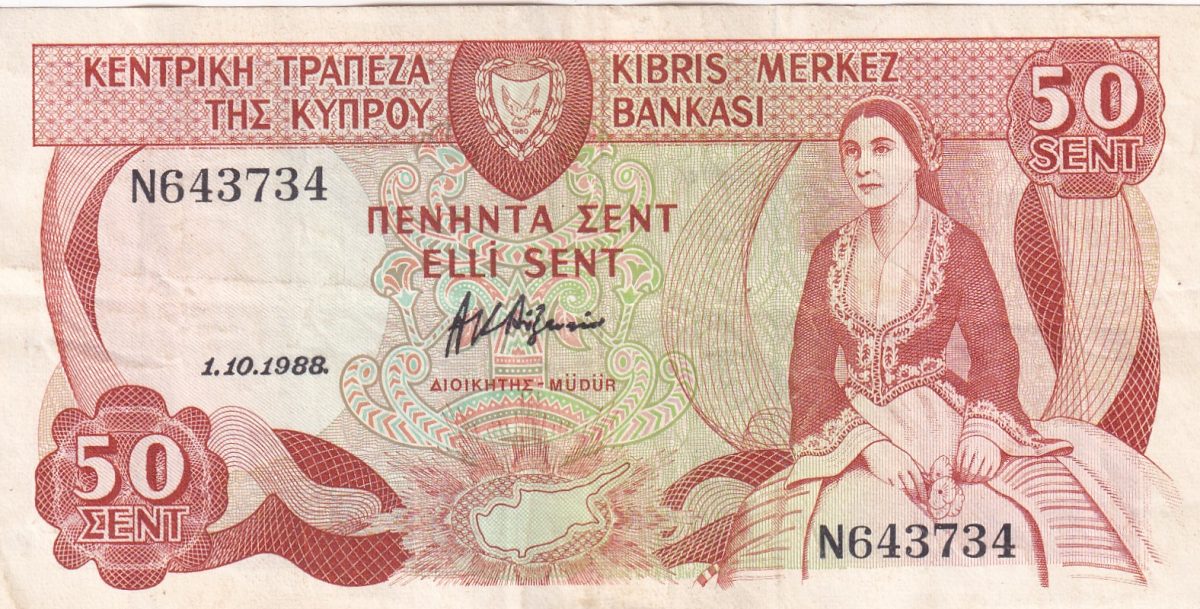 ΚΕΝΤΡΙΚΗ ΤΡΑΠΕΖΑ
ΤΗΣ ΚΥΠΡΟΥ
KIBRIS MERKEZ
BANKASI
50
SENT
1960
N643734
ΠΕΝΗΝΤΑ ΣΕΝΤ
ELLİ SENT
1.10.1988.
ΔΙΟΙΚΗΤΗΣ - MÜDÜR
50
ΣΕΝΤ
N643734